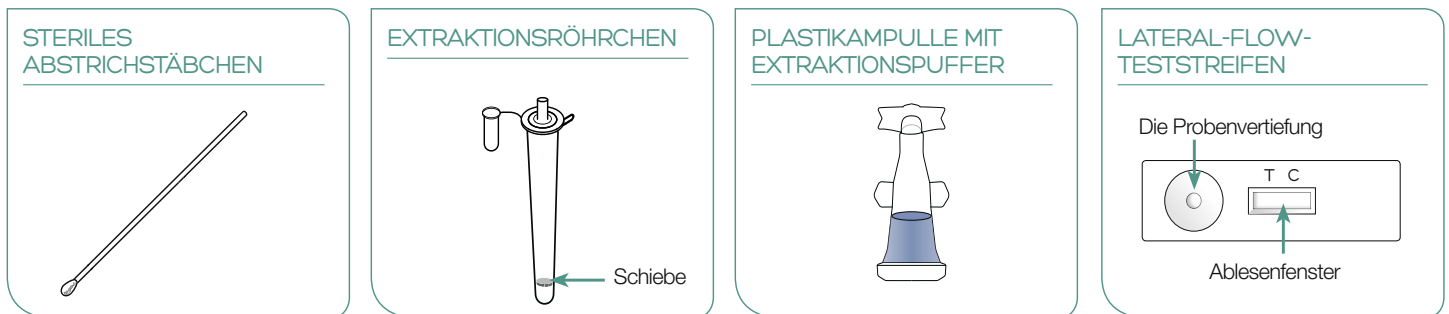 STERILES
ABSTRICHSTÄBCHEN
EXTRAKTIONSRÖHRCHEN
Schiebe
PLASTIKAMPULLE MIT
EXTRAKTIONSPUFFER
LATERAL-FLOW-
TESTSTREIFEN
Die Probenvertiefung
T C
Ablesenfenster